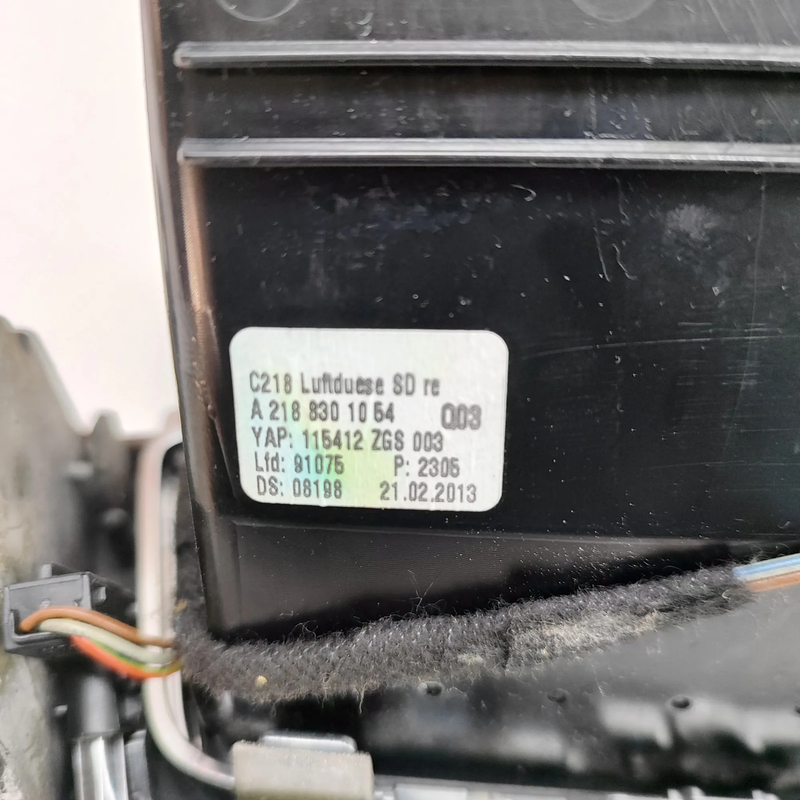 C218 Luftduese SD re
A 218 830 10 54 Q03
YAP: 115412 ZGS 003
Lfd: 91075 P: 2305
DS: 08198 21.02.2013